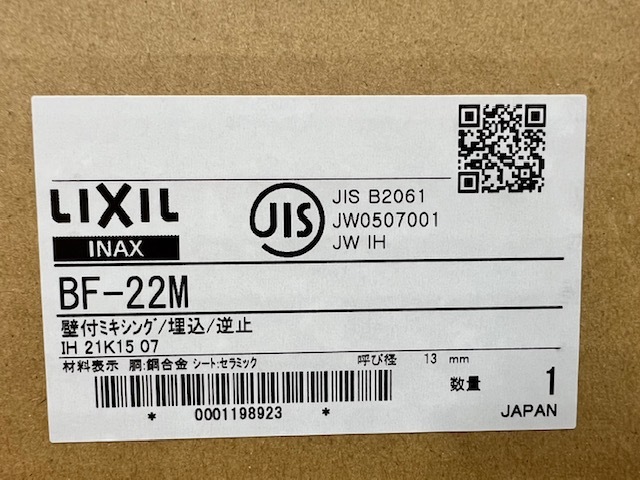 LIXIL
INAX
JIS
JIS B2061
JW0507001
JW IH
BF-22M
壁付ミキシング/埋込/逆止
IH 21K15 07
材料表示 胴:銅合金 シート:セラミック 呼び径 13 mm
* 0001198923 *
数量 1
JAPAN